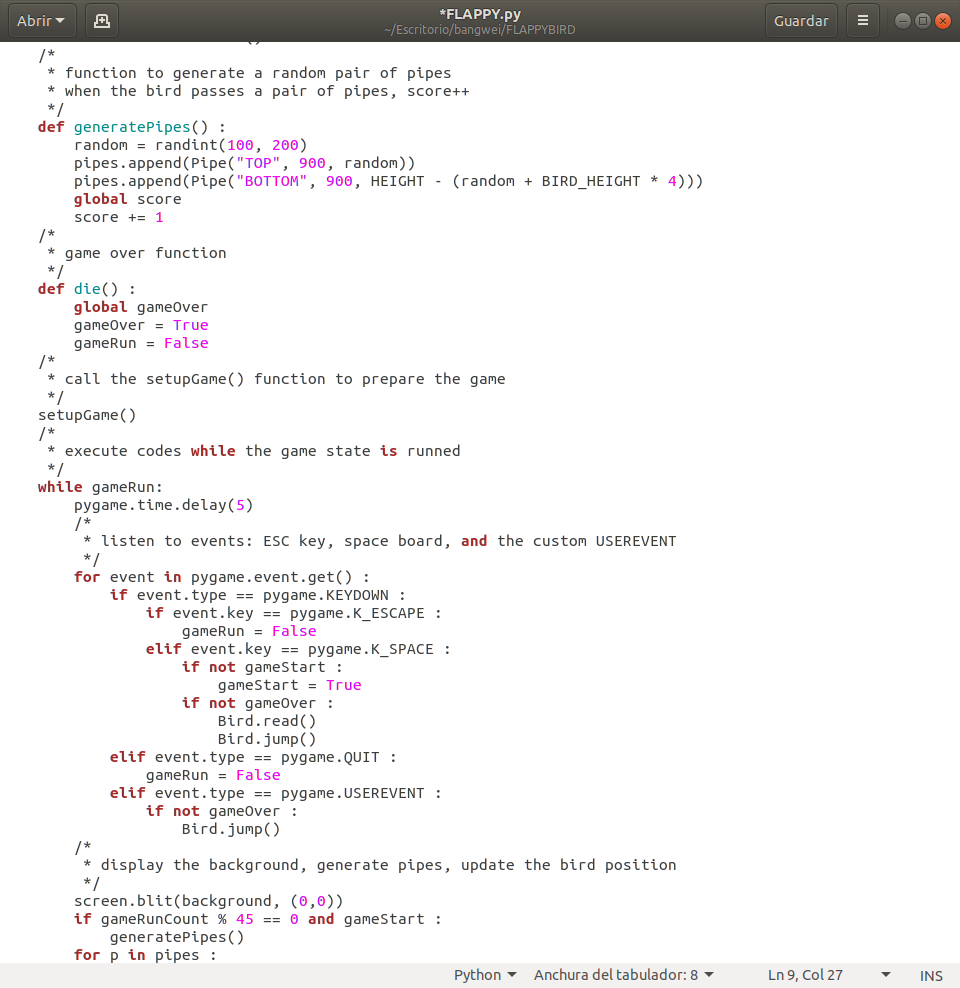 Abrir
*FLAPPY.py
~/Escritorio/bangwei/FLAPPYBIRD
Guardar
/*
 * function to generate a random pair of pipes
 * when the bird passes a pair of pipes, score++
 */
def generatePipes() :
    random = randint(100, 200)
    pipes.append(Pipe("TOP", 900, random))
    pipes.append(Pipe("BOTTOM", 900, HEIGHT - (random + BIRD_HEIGHT * 4)))
    global score
    score += 1
/*
 * game over function
 */
def die() :
    global gameOver
    gameOver = True
    gameRun = False
/*
 * call the setupGame() function to prepare the game
 */
setupGame()
/*
 * execute codes while the game state is runned
 */
while gameRun:
    pygame.time.delay(5)
    /*
     * listen to events: ESC key, space board, and the custom USEREVENT
     */
    for event in pygame.event.get() :
        if event.type == pygame.KEYDOWN :
            if event.key == pygame.K_ESCAPE :
                gameRun = False
            elif event.key == pygame.K_SPACE :
                if not gameStart :
                    gameStart = True
                if not gameOver :
                    Bird.read()
                    Bird.jump()
        elif event.type == pygame.QUIT :
            gameRun = False
        elif event.type == pygame.USEREVENT :
            if not gameOver :
                Bird.jump()
    /*
     * display the background, generate pipes, update the bird position
     */
    screen.blit(background, (0,0))
    if gameRunCount % 45 == 0 and gameStart :
        generatePipes()
    for p in pipes :
Python
Anchura del tabulador: 8
Ln 9, Col 27
INS